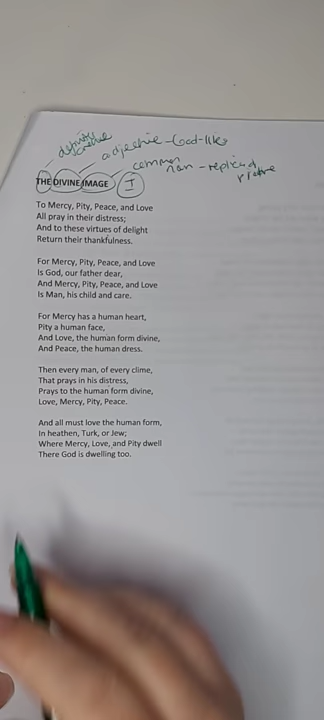 definite article
adjective - God-like
common
noun - replica
picture
THE DIVINE IMAGE I
To Mercy, Pity, Peace, and Love
All pray in their distress;
And to these virtues of delight
Return their thankfulness.
For Mercy, Pity, Peace, and Love
Is God, our father dear,
And Mercy, Pity, Peace, and Love
Is Man, his child and care.
For Mercy has a human heart,
Pity a human face,
And Love, the human form divine,
And Peace, the human dress.
Then every man, of every clime,
That prays in his distress,
Prays to the human form divine,
Love, Mercy, Pity, Peace.
And all must love the human form,
In heathen, Turk, or Jew;
Where Mercy, Love, and Pity dwell
There God is dwelling too.